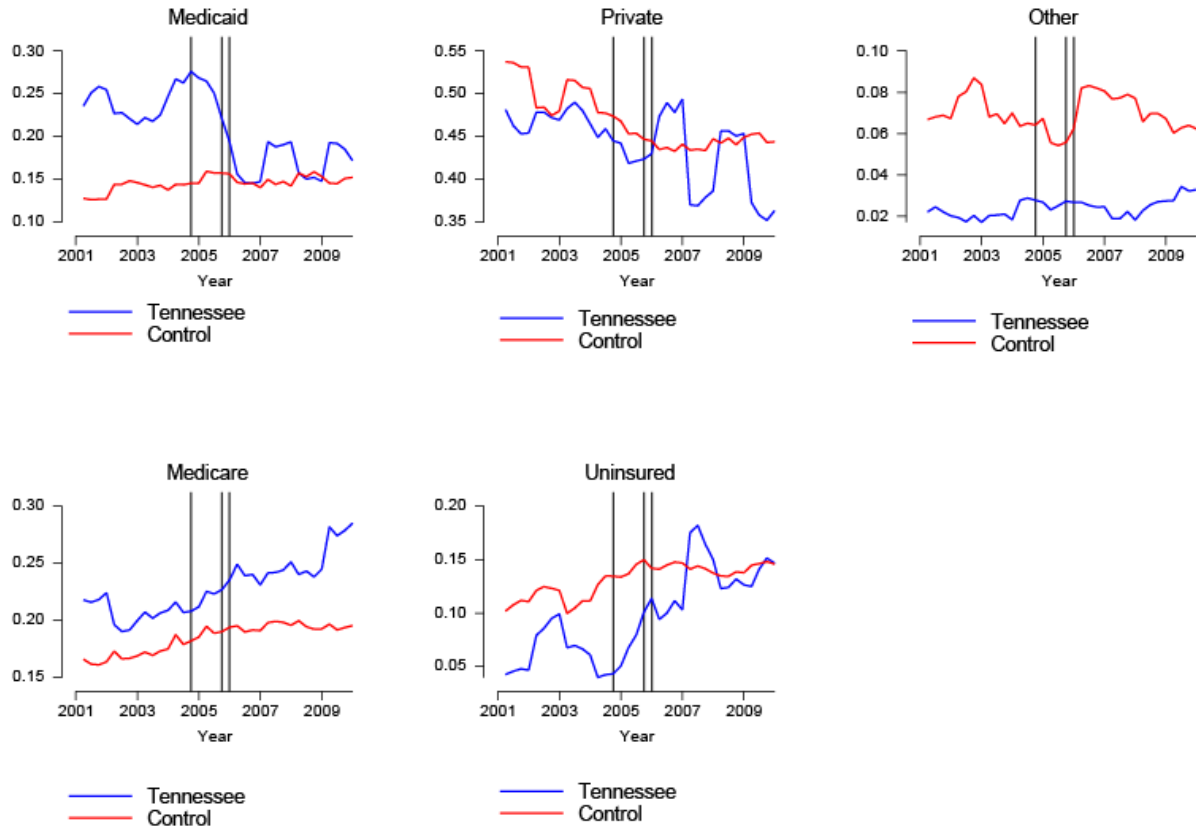 Medicaid
0.30
0.25
0.20
0.15
0.10
2001 2003 2005 2007 2009
Year
Tennessee
Control
Private
0.55
0.50
0.45
0.40
0.35
2001 2003 2005 2007 2009
Year
Tennessee
Control
Other
0.10
0.08
0.06
0.04
0.02
2001 2003 2005 2007 2009
Year
Tennessee
Control
Medicare
0.30
0.25
0.20
0.15
2001 2003 2005 2007 2009
Year
Tennessee
Control
Uninsured
0.20
0.15
0.10
0.05
2001 2003 2005 2007 2009
Year
Tennessee
Control